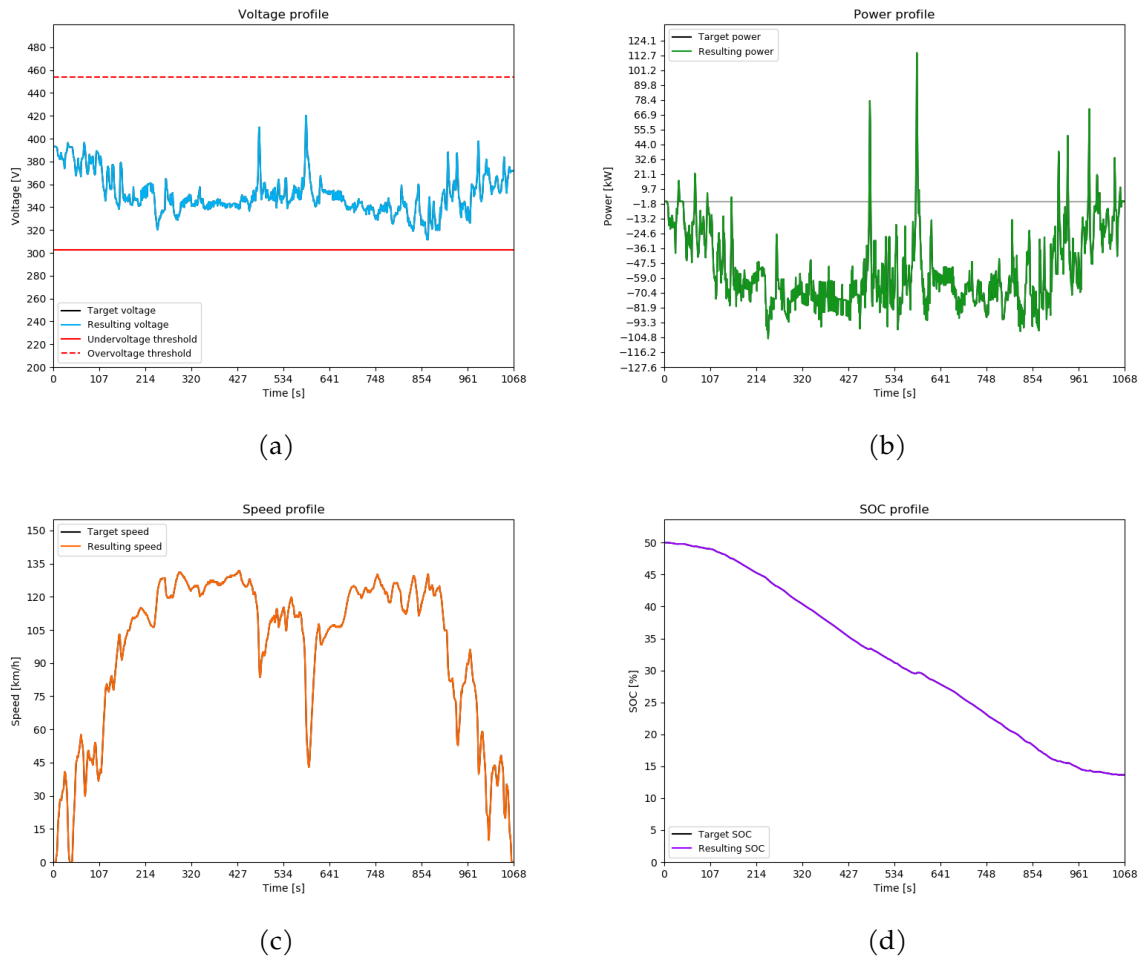 Voltage profile
480
460
440
420
400
380
360
340
320
300
280
260
240
220
200
Voltage [V]
Target voltage
Resulting voltage
Undervoltage threshold
Overvoltage threshold
0 107 214 320 427 534 641 748 854 961 1068
Time [s]
(a)
Power profile
124.1
112.7
101.2
89.8
78.4
66.9
55.5
44.0
32.6
21.1
9.7
−1.8
−13.2
−24.6
−36.1
−47.5
−59.0
−70.4
−81.9
−93.3
−104.8
−116.2
−127.6
Power [kW]
Target power
Resulting power
0 107 214 320 427 534 641 748 854 961 1068
Time [s]
(b)
Speed profile
150
135
120
105
90
75
60
45
30
15
0
Speed [km/h]
Target speed
Resulting speed
0 107 214 320 427 534 641 748 854 961 1068
Time [s]
(c)
SOC profile
50
45
40
35
30
25
20
15
10
5
0
SOC [%]
Target SOC
Resulting SOC
0 107 214 320 427 534 641 748 854 961 1068
Time [s]
(d)